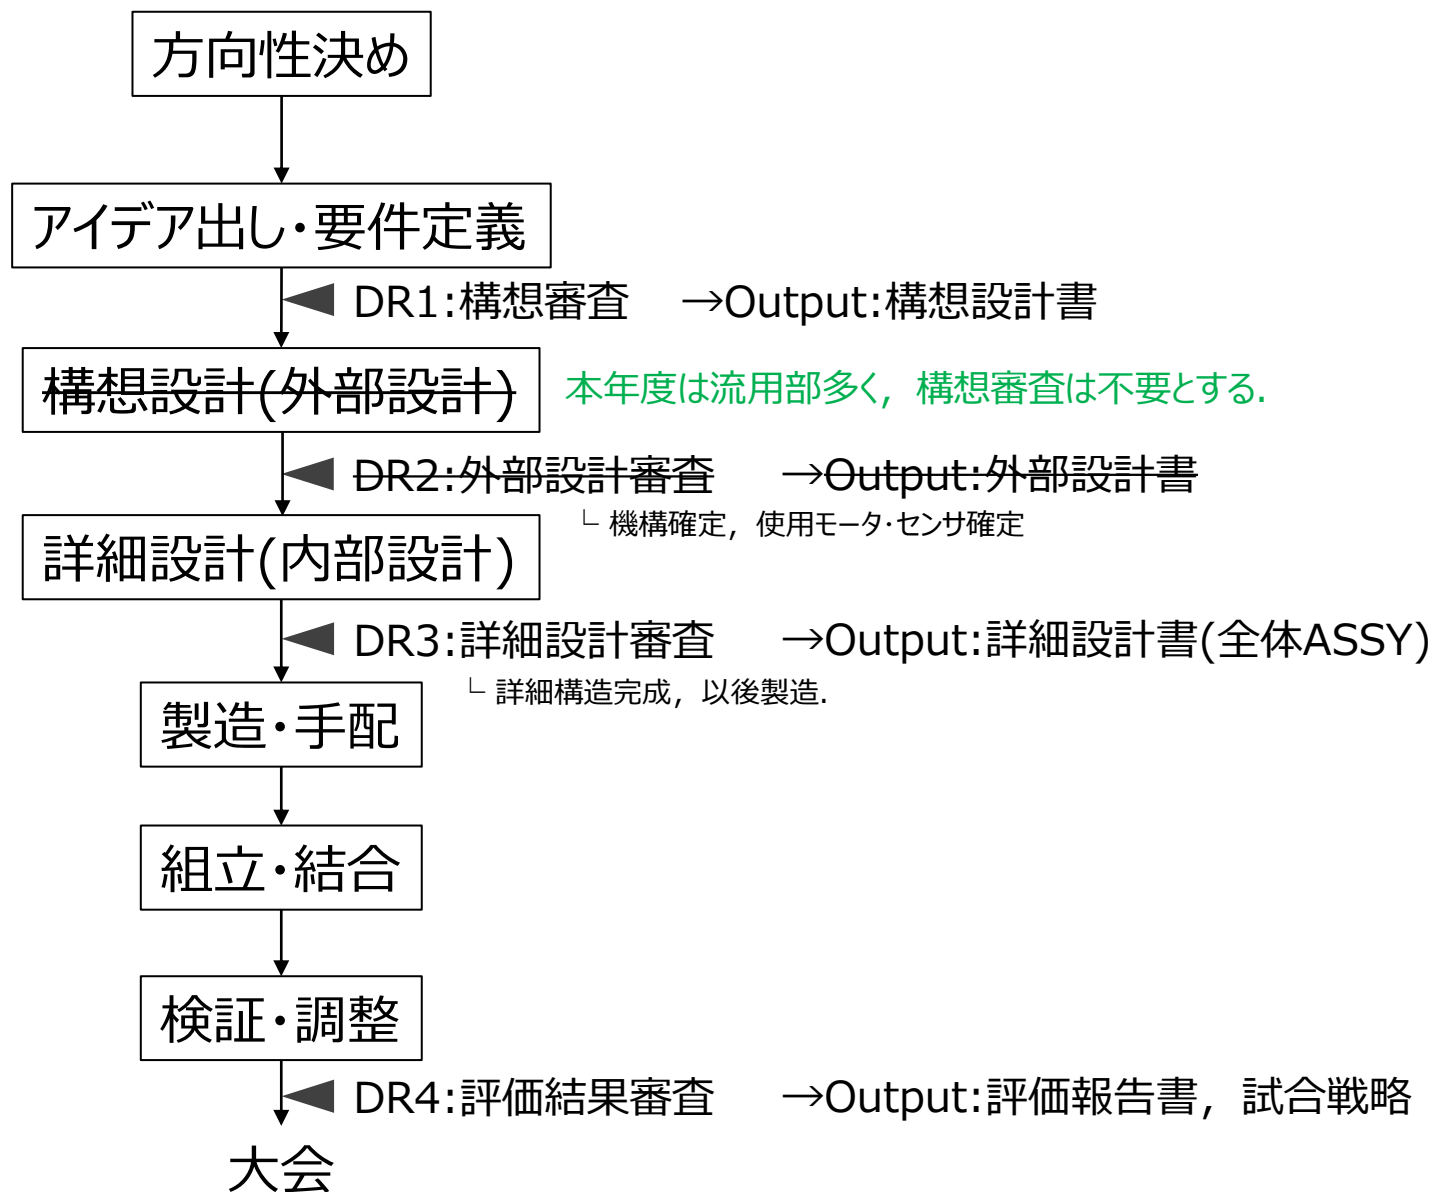 方向性決め
アイデア出し・要件定義
DR1:構想審査 →Output:構想設計書
構想設計(外部設計) 本年度は流用部多く，構想審査は不要とする.
DR2:外部設計審査 →Output:外部設計書
└ 機構確定，使用モータ・センサ確定
詳細設計(内部設計)
DR3:詳細設計審査 →Output:詳細設計書(全体ASSY)
└ 詳細構造完成，以後製造.
製造・手配
組立・結合
検証・調整
DR4:評価結果審査 →Output:評価報告書，試合戦略
大会